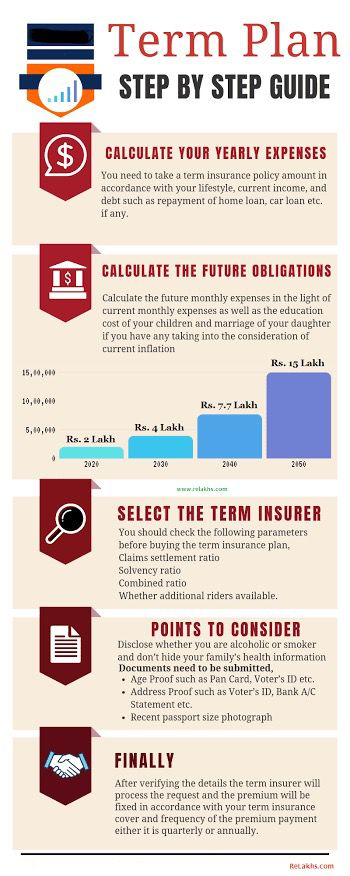 Term Plan
STEP BY STEP GUIDE
$
CALCULATE YOUR YEARLY EXPENSES
You need to take a term insurance policy amount in
accordance with your lifestyle, current income, and
debt such as repayment of home loan, car loan etc.
if any.
$
CALCULATE THE FUTURE OBLIGATIONS
Calculate the future monthly expenses in the light of
current monthly expenses as well as the education
cost of your children and marriage of your daughter
if you have any taking into the consideration of
current inflation
Rs. 15 Lakh
15,00,000
Rs. 7.7 Lakh
10,00,000
Rs. 4 Lakh
5,00,000
Rs. 2 Lakh
0
2020 2030 2040 2050
www.relakhs.com
SELECT THE TERM INSURER
You should check the following parameters
before buying the term insurance plan,
Claims settlement ratio
Solvency ratio
Combined ratio
Whether additional riders available.
POINTS TO CONSIDER
Disclose whether you are alcoholic or smoker
and don't hide your family's health information
Documents need to be submitted,
• Age Proof such as Pan Card, Voter's ID etc.
• Address Proof such as Voter's ID, Bank A/C
Statement etc.
• Recent passport size photograph
FINALLY
After verifying the details the term insurer will
process the request and the premium will be
fixed in accordance with your term insurance
cover and frequency of the premium payment
either it is quarterly or annually.
ReLakhs.com